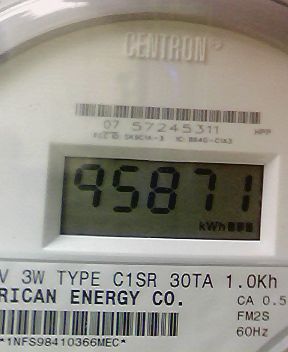 CENTRON®
07 57245311 HPP
95871
kWh
V 3W TYPE C1SR 30TA 1.0Kh
RICAN ENERGY CO.
CA 0.5
FM2S
60Hz
*1NFS98410366MEC*